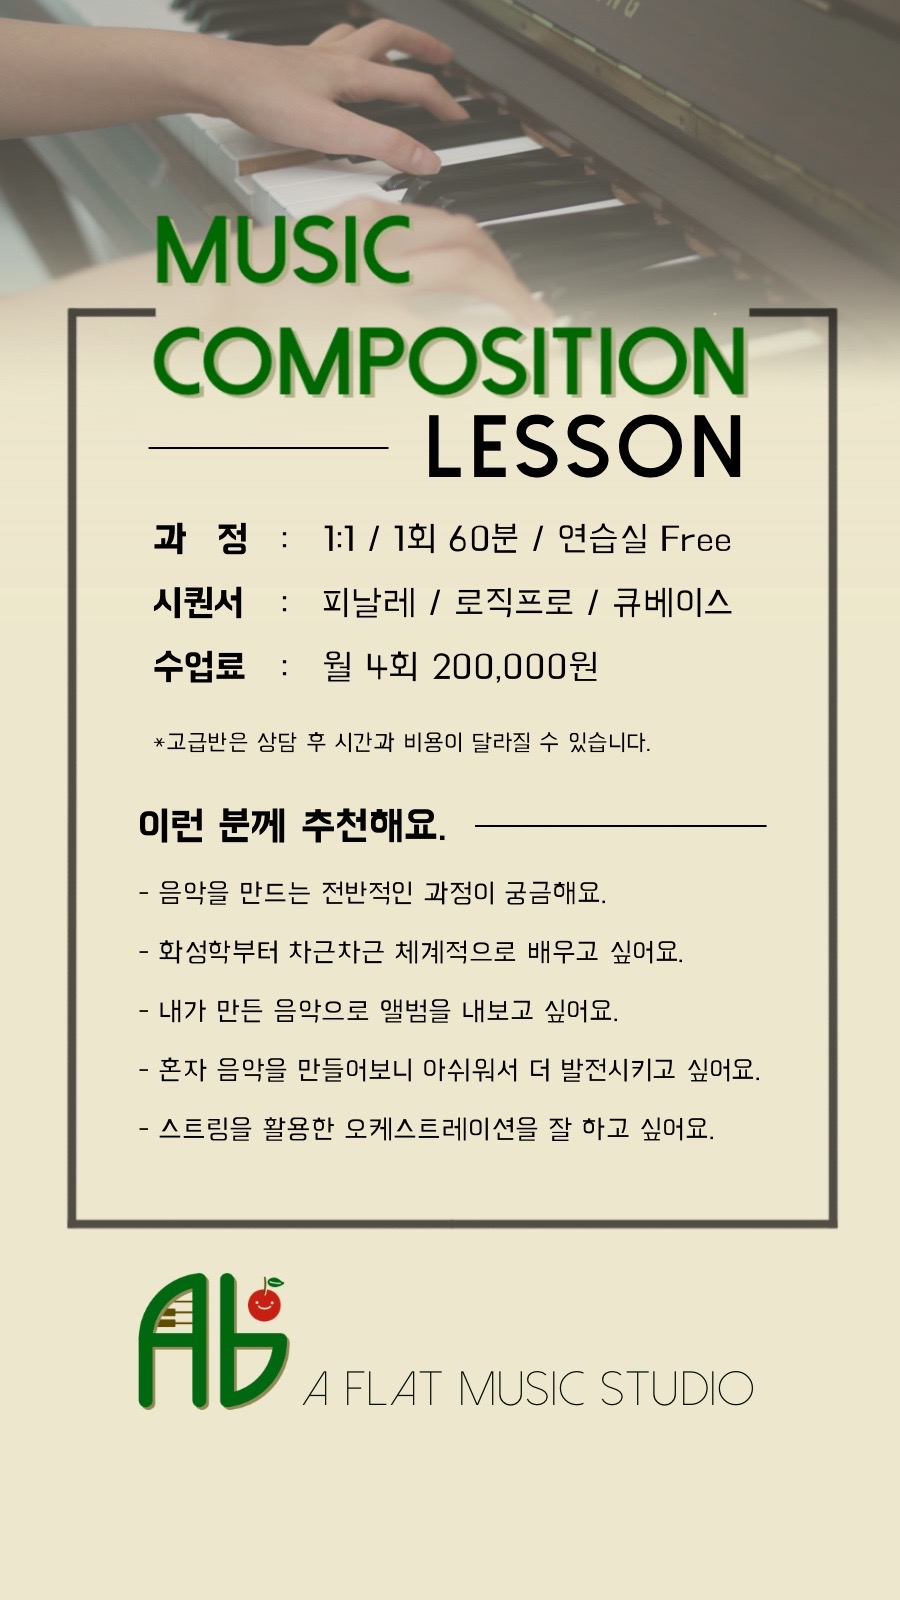 MUSIC
COMPOSITION
LESSON
과 정 : 1:1 / 1회 60분 / 연습실 Free
시퀀서 : 피날레 / 로직프로 / 큐베이스
수업료 : 월 4회 200,000원
*고급반은 상담 후 시간과 비용이 달라질 수 있습니다.
이런 분께 추천해요.
- 음악을 만드는 전반적인 과정이 궁금해요.
- 화성학부터 차근차근 체계적으로 배우고 싶어요.
- 내가 만든 음악으로 앨범을 내보고 싶어요.
- 혼자 음악을 만들어보니 아쉬워서 더 발전시키고 싶어요.
- 스트링을 활용한 오케스트레이션을 잘 하고 싶어요.
Ab
A FLAT MUSIC STUDIO